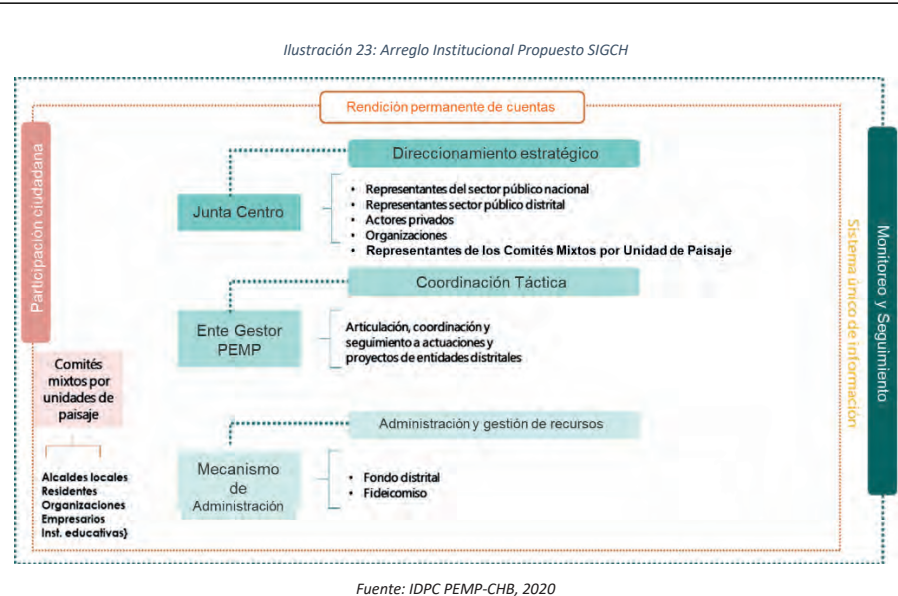 Ilustración 23: Arreglo Institucional Propuesto SIGCH
Rendición permanente de cuentas
Participación ciudadana
Direccionamiento estratégico
Junta Centro
• Representantes del sector público nacional
• Representantes sector público distrital
• Actores privados
• Organizaciones
• Representantes de los Comités Mixtos por Unidad de Paisaje
Coordinación Táctica
Ente Gestor
PEMP
Articulación, coordinación y
seguimiento a actuaciones y
proyectos de entidades distritales
Comités
mixtos por
unidades de
paisaje
Alcaldes locales
Residentes
Organizaciones
Empresarios
Inst. educativas}
Administración y gestión de recursos
Mecanismo
de
Administración
• Fondo distrital
• Fideicomiso
Sistema único de información
Monitoreo y Seguimiento
Fuente: IDPC PEMP-CHB, 2020